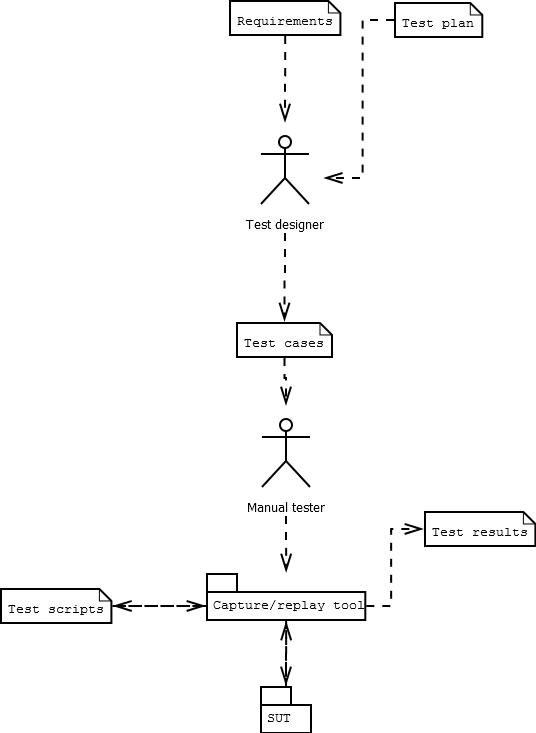 Requirements
Test plan
Test designer
Test cases
Manual tester
Test results
Test scripts
Capture/replay tool
SUT